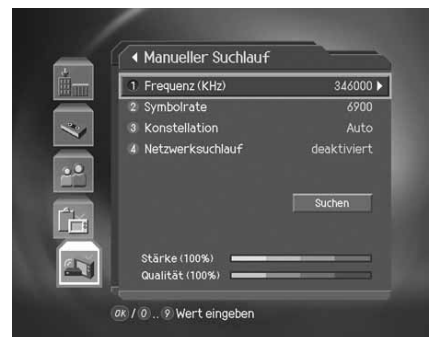 Manueller Suchlauf
1 Frequenz (KHz) 346000
2 Symbolrate 6900
3 Konstellation Auto
4 Netzwerksuchlauf deaktiviert
Suchen
Stärke (100%)
Qualität (100%)
OK / 0 .. 9 Wert eingeben